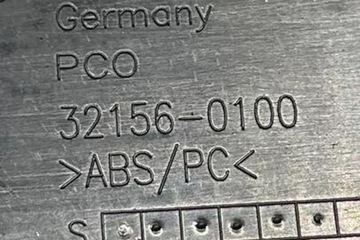 Germany
PCO
32156-0100
>ABS/PC<
S